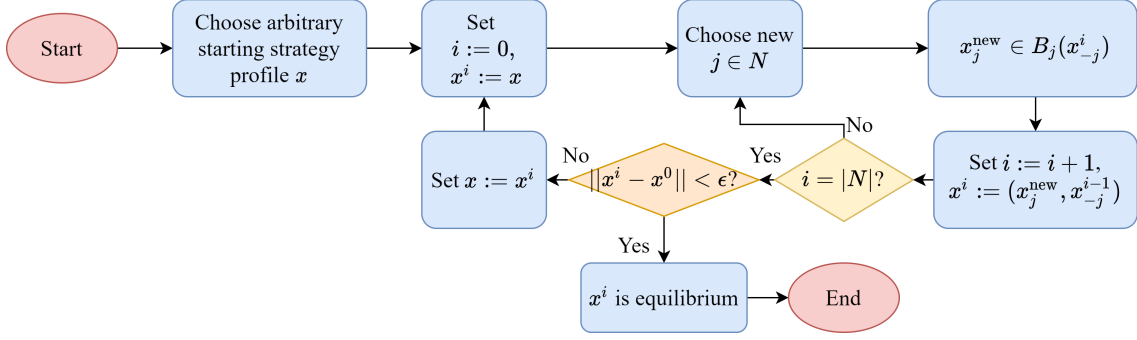 Start
Choose arbitrary
starting strategy
profile x
Set
i := 0,
x^i := x
Choose new
j ∈ N
x_j^new ∈ B_j(x_{-j}^i)
Set i := i + 1,
x^i := (x_j^new, x_{-j}^{i-1})
No
i = |N|?
Yes
||x^i − x^0|| < ϵ?
No
Set x := x^i
Yes
x^i is equilibrium
End